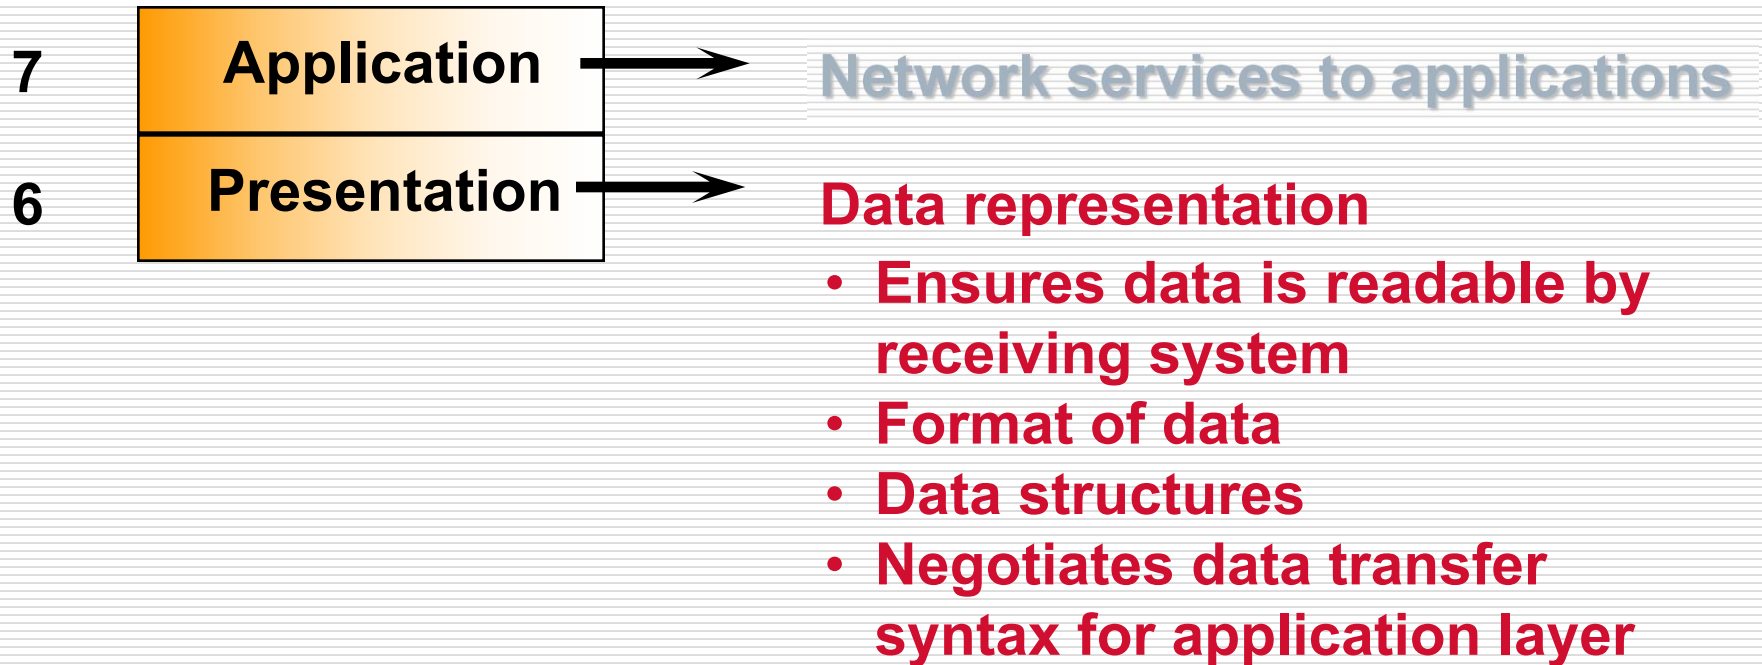 7 Application Network services to applications
6 Presentation Data representation
• Ensures data is readable by
receiving system
• Format of data
• Data structures
• Negotiates data transfer
syntax for application layer